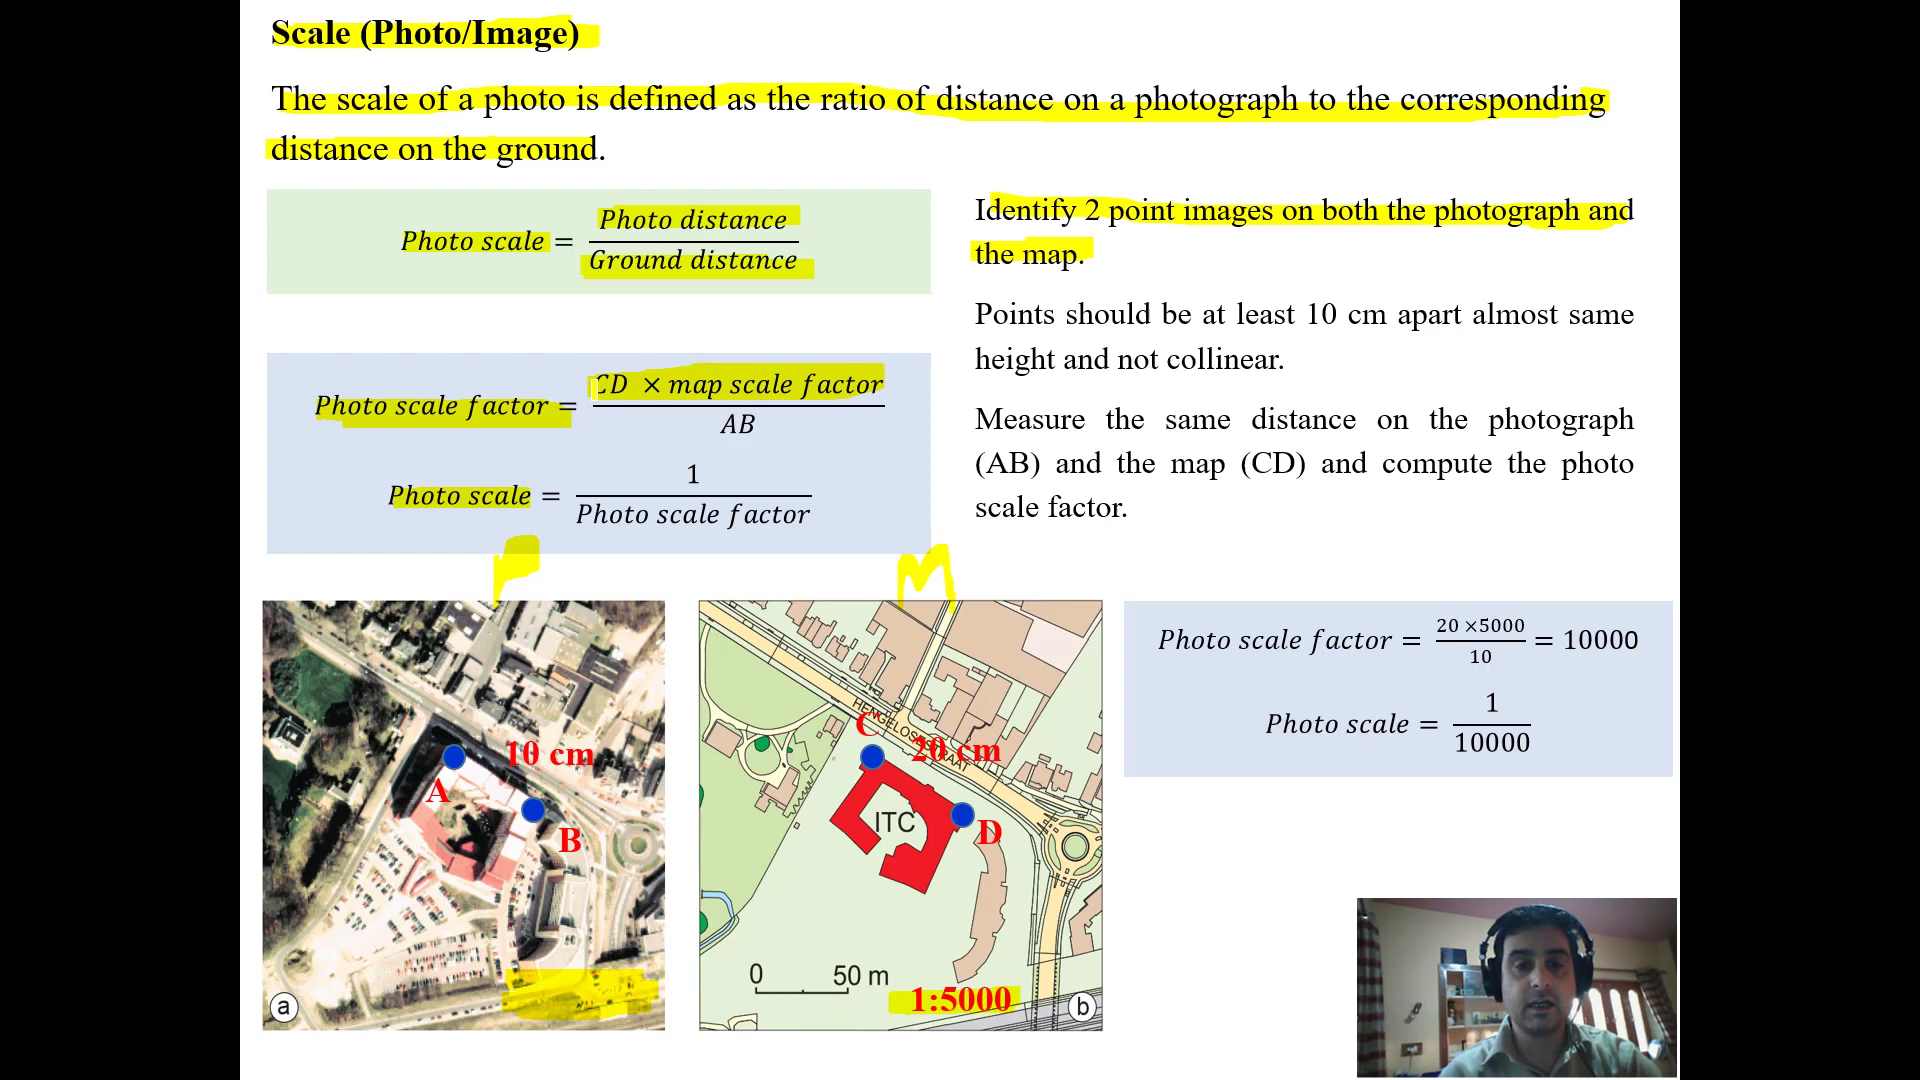 Scale (Photo/Image)
The scale of a photo is defined as the ratio of distance on a photograph to the corresponding
distance on the ground.
Photo scale = Photo distance / Ground distance
Identify 2 point images on both the photograph and
the map.
Points should be at least 10 cm apart almost same
height and not collinear.
Photo scale factor = CD × map scale factor / AB
Photo scale = 1 / Photo scale factor
Measure the same distance on the photograph
(AB) and the map (CD) and compute the photo
scale factor.
P
M
10 cm
A
B
a
HENGELOSESTRAAT
C
20 cm
ITC
D
0 50 m
1:5000
b
Photo scale factor = 20 ×5000 / 10 = 10000
Photo scale = 1 / 10000